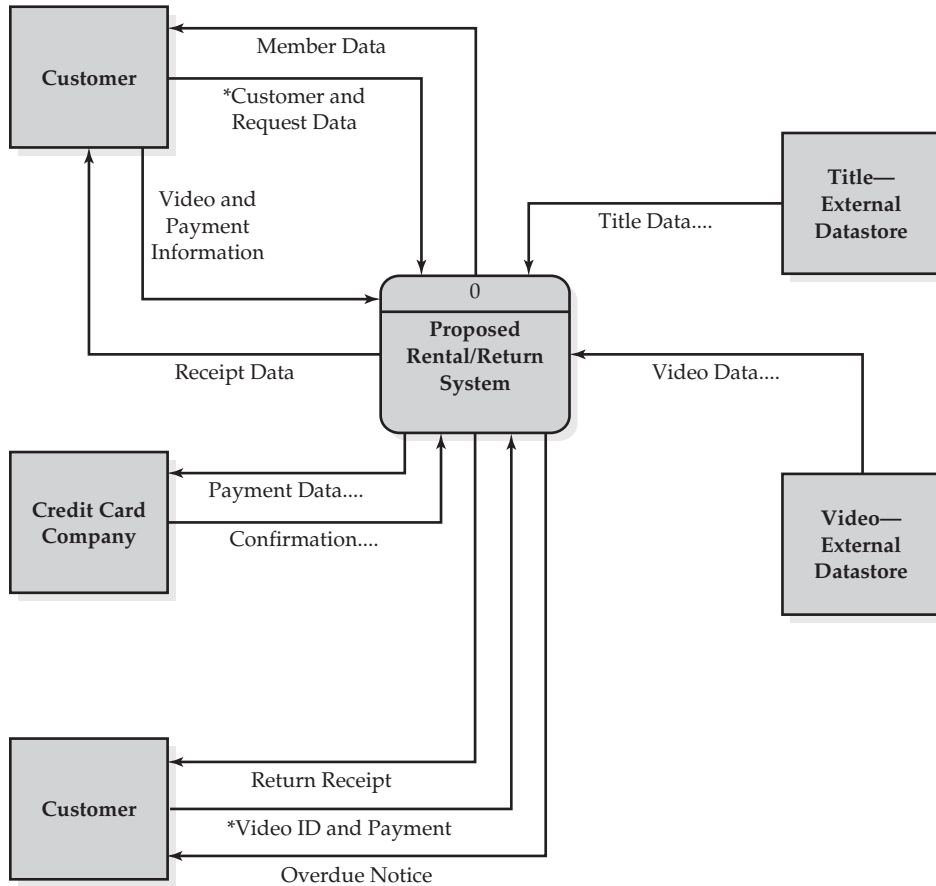 Member Data
Customer
*Customer and
Request Data
Video and
Payment
Information
Title—
External
Datastore
Title Data....
0
Proposed
Rental/Return
System
Receipt Data
Video Data....
Credit Card
Company
Payment Data....
Confirmation....
Video—
External
Datastore
Customer
Return Receipt
*Video ID and Payment
Overdue Notice